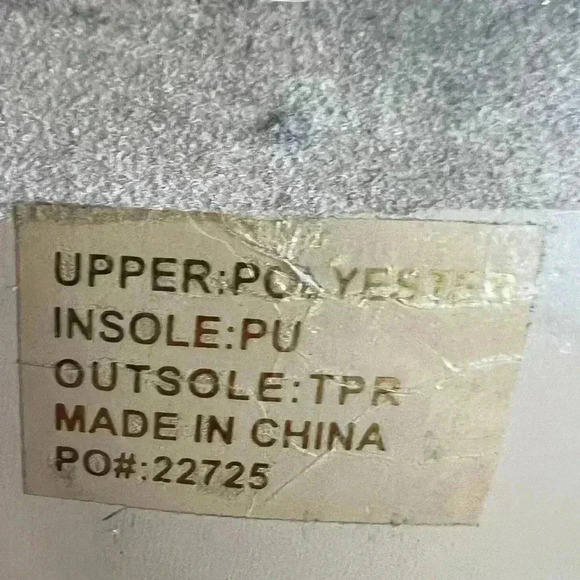 UPPER:POLYESTER
INSOLE:PU
OUTSOLE:TPR
MADE IN CHINA
PO#:22725